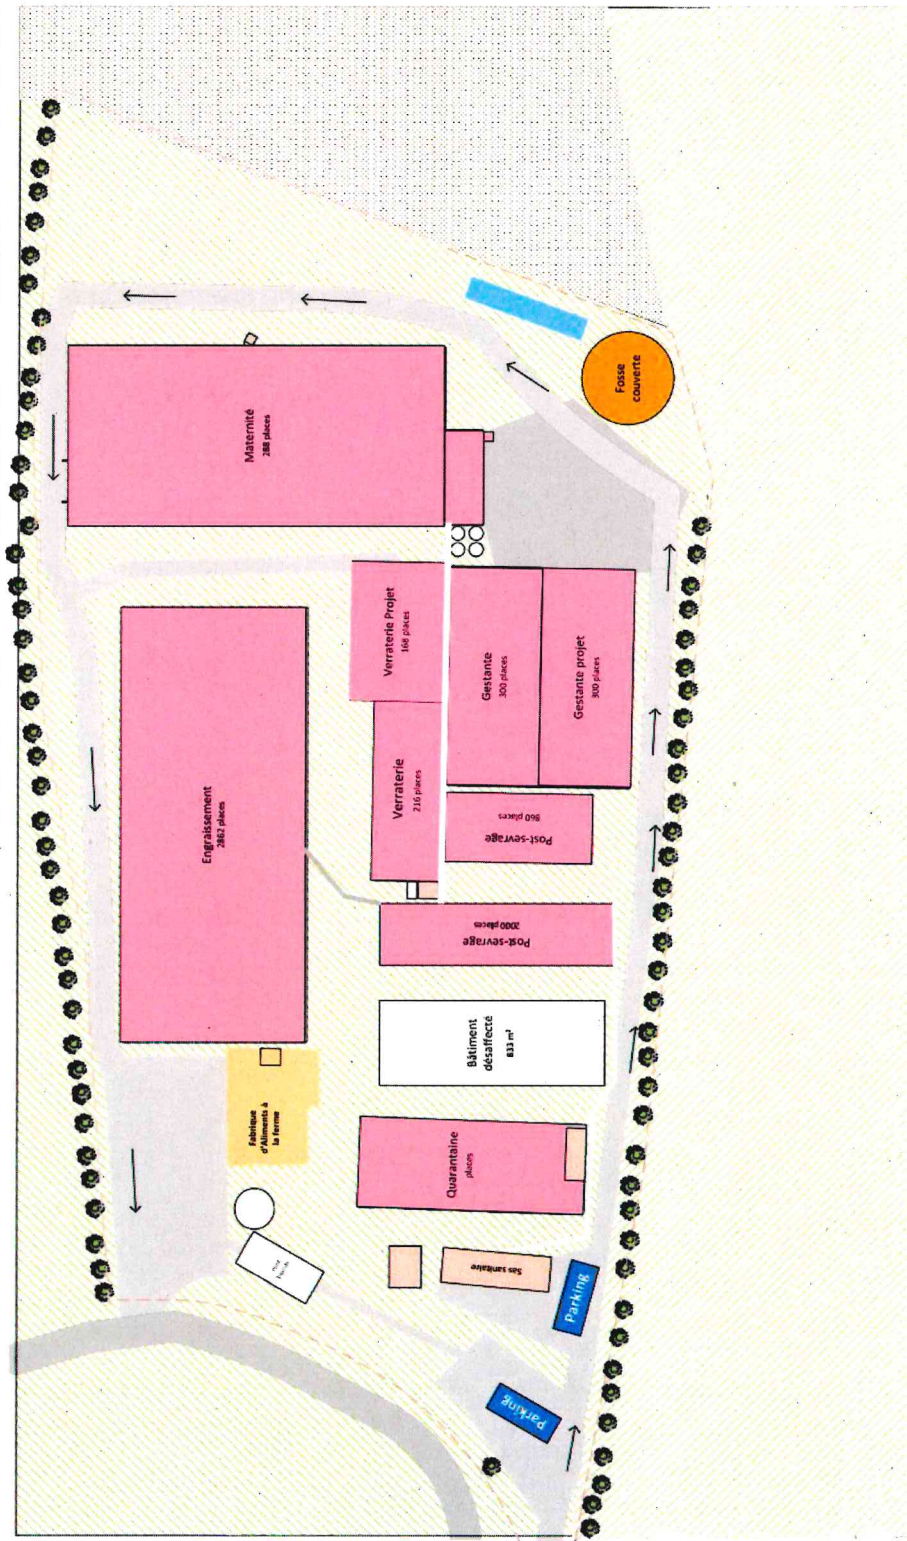 Fosse
couverte
Maternité
288 places
Verraterie Projet
168 places
Gestante
300 places
Gestante projet
300 places
Engraissement
2862 places
Verraterie
216 places
Post-sevrage
860 places
Post-sevrage
2000 places
Bâtiment
désaffecté
833 m²
Fabrique
d'Aliments à
la ferme
Quarantaine
places
Sas sanitaire
Parking
Parking